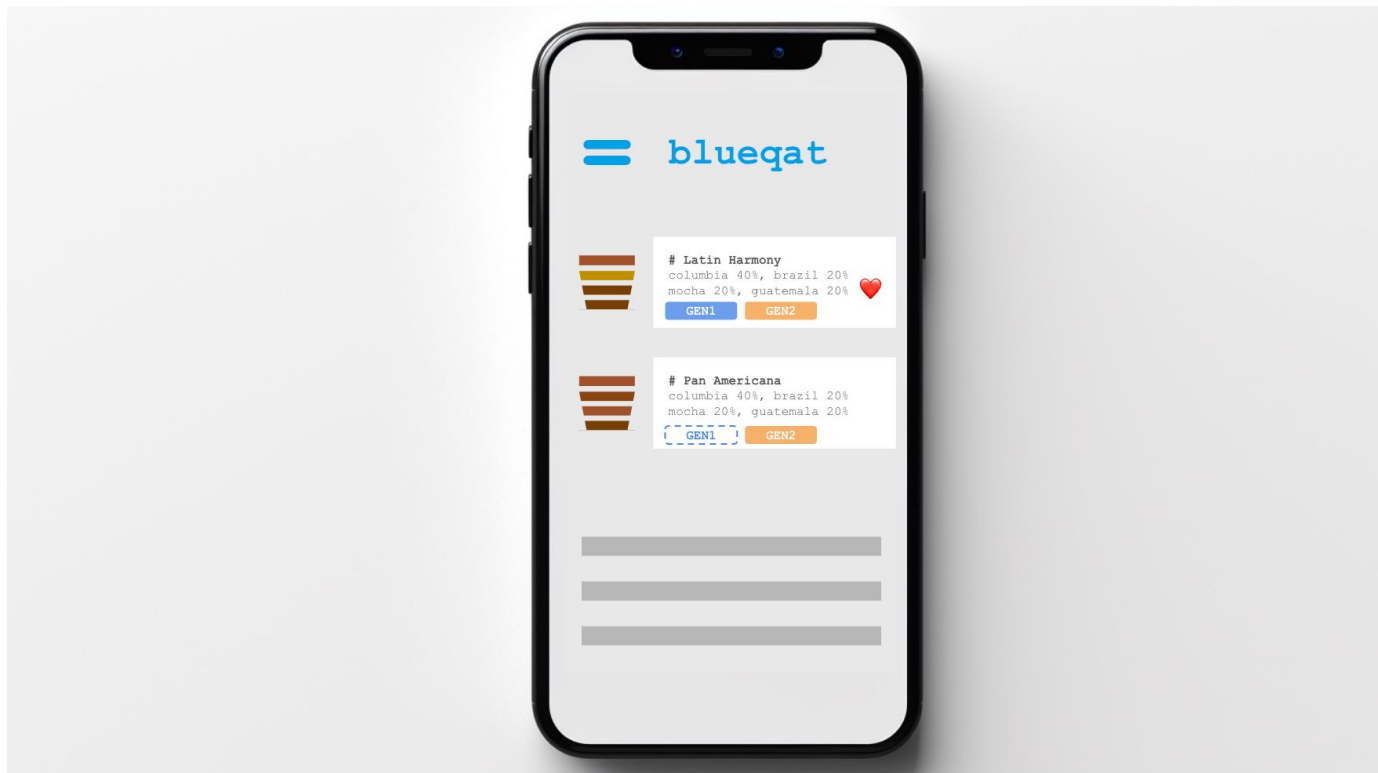 blueqat
# Latin Harmony
columbia 40%, brazil 20%
mocha 20%, guatemala 20%
GEN1 GEN2
# Pan Americana
columbia 40%, brazil 20%
mocha 20%, guatemala 20%
GEN1 GEN2